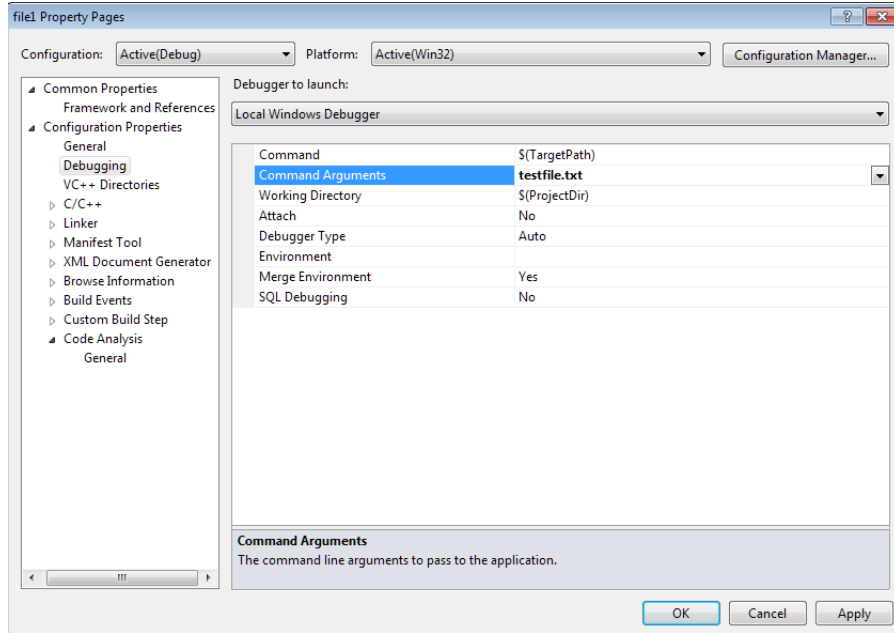 file1 Property Pages
Configuration: Active(Debug) Platform: Active(Win32) Configuration Manager...
Common Properties
Framework and References
Configuration Properties
General
Debugging
VC++ Directories
C/C++
Linker
Manifest Tool
XML Document Generator
Browse Information
Build Events
Custom Build Step
Code Analysis
General
Debugger to launch:
Local Windows Debugger
Command $(TargetPath)
Command Arguments testfile.txt
Working Directory $(ProjectDir)
Attach No
Debugger Type Auto
Environment
Merge Environment Yes
SQL Debugging No
Command Arguments
The command line arguments to pass to the application.
OK Cancel Apply